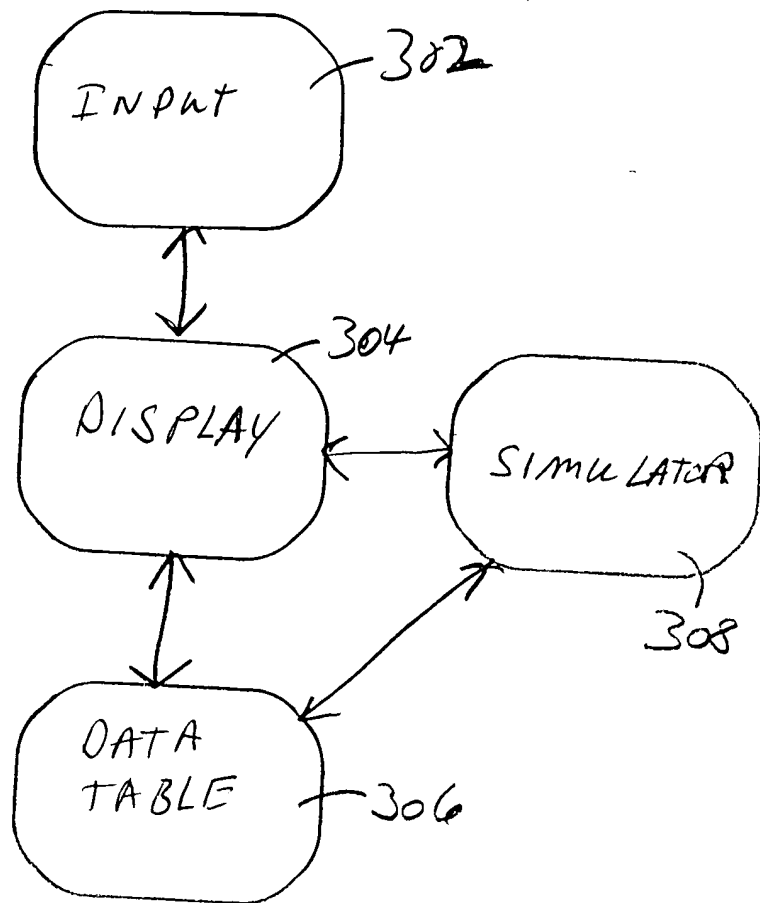 INPUT
302
304
DISPLAY
SIMULATOR
308
DATA
TABLE
306